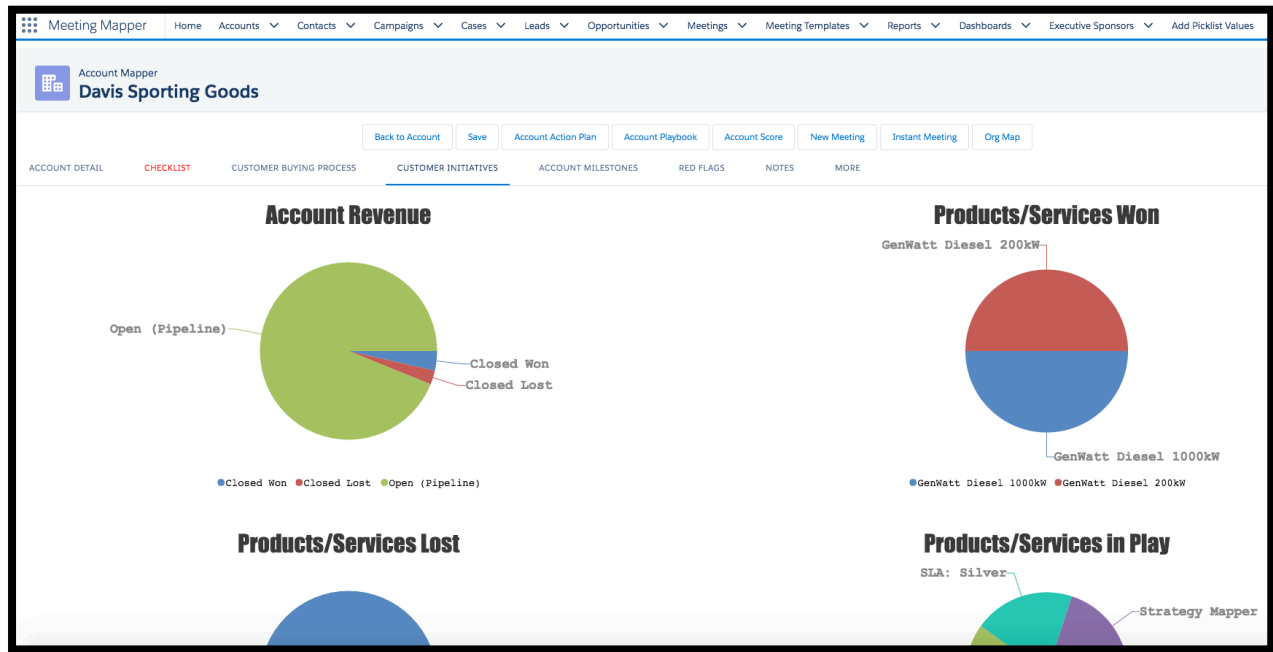 Meeting Mapper Home Accounts Contacts Campaigns Cases Leads Opportunities Meetings Meeting Templates Reports Dashboards Executive Sponsors Add Picklist Values
Account Mapper
Davis Sporting Goods
Back to Account Save Account Action Plan Account Playbook Account Score New Meeting Instant Meeting Org Map
ACCOUNT DETAIL CHECKLIST CUSTOMER BUYING PROCESS CUSTOMER INITIATIVES ACCOUNT MILESTONES RED FLAGS NOTES MORE
Account Revenue
Open (Pipeline)
Closed Won
Closed Lost
Closed Won Closed Lost Open (Pipeline)
Products/Services Won
GenWatt Diesel 200kW
GenWatt Diesel 1000kW
GenWatt Diesel 1000kW GenWatt Diesel 200kW
Products/Services Lost
Products/Services in Play
SLA: Silver
Strategy Mapper